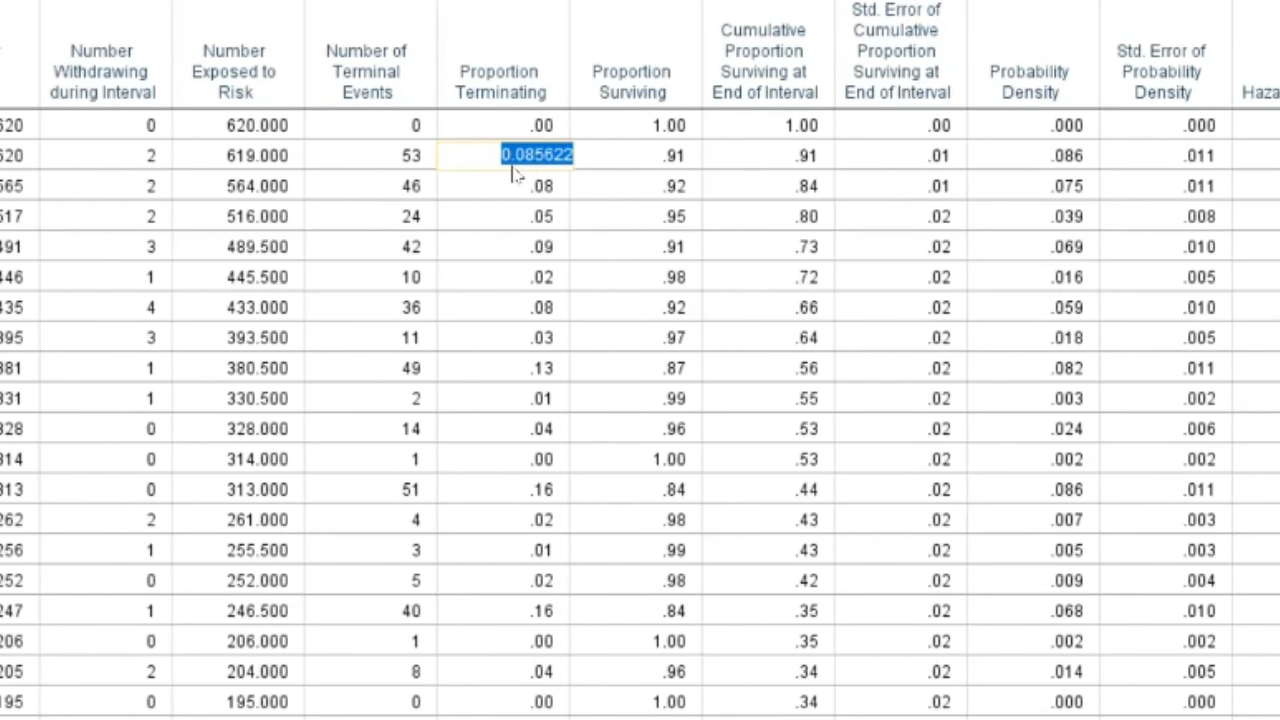 Number Withdrawing during Interval Number Exposed to Risk Number of Terminal Events Proportion Terminating Proportion Surviving Cumulative Proportion Surviving at End of Interval Std. Error of Cumulative Proportion Surviving at End of Interval Probability Density Std. Error of Probability Density
620 0 620.000 0 .00 1.00 1.00 .00 .000 .000
620 2 619.000 53 0.085622 .91 .91 .01 .086 .011
565 2 564.000 46 .08 .92 .84 .01 .075 .011
517 2 516.000 24 .05 .95 .80 .02 .039 .008
491 3 489.500 42 .09 .91 .73 .02 .069 .010
446 1 445.500 10 .02 .98 .72 .02 .016 .005
435 4 433.000 36 .08 .92 .66 .02 .059 .010
395 3 393.500 11 .03 .97 .64 .02 .018 .005
381 1 380.500 49 .13 .87 .56 .02 .082 .011
331 1 330.500 2 .01 .99 .55 .02 .003 .002
328 0 328.000 14 .04 .96 .53 .02 .024 .006
314 0 314.000 1 .00 1.00 .53 .02 .002 .002
313 0 313.000 51 .16 .84 .44 .02 .086 .011
262 2 261.000 4 .02 .98 .43 .02 .007 .003
256 1 255.500 3 .01 .99 .43 .02 .005 .003
252 0 252.000 5 .02 .98 .42 .02 .009 .004
247 1 246.500 40 .16 .84 .35 .02 .068 .010
206 0 206.000 1 .00 1.00 .35 .02 .002 .002
205 2 204.000 8 .04 .96 .34 .02 .014 .005
195 0 195.000 0 .00 1.00 .34 .02 .000 .000